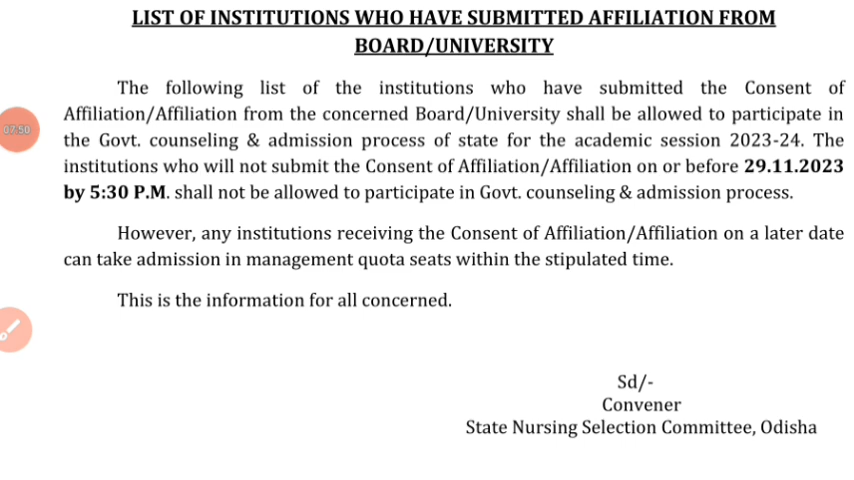 LIST OF INSTITUTIONS WHO HAVE SUBMITTED AFFILIATION FROM
BOARD/UNIVERSITY
The following list of the institutions who have submitted the Consent of
Affiliation/Affiliation from the concerned Board/University shall be allowed to participate in
07:50
the Govt. counseling & admission process of state for the academic session 2023-24. The
institutions who will not submit the Consent of Affiliation/Affiliation on or before 29.11.2023
by 5:30 P.M. shall not be allowed to participate in Govt. counseling & admission process.
However, any institutions receiving the Consent of Affiliation/Affiliation on a later date
can take admission in management quota seats within the stipulated time.
This is the information for all concerned.
Sd/-
Convener
State Nursing Selection Committee, Odisha